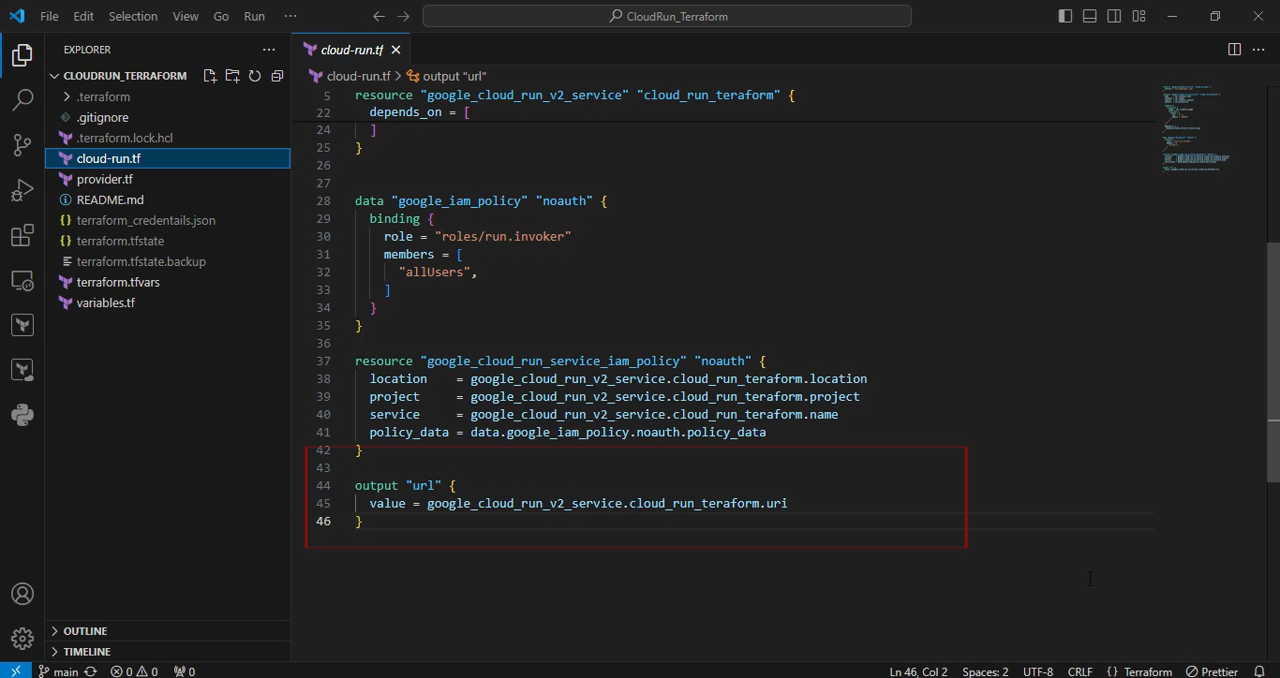 File Edit Selection View Go Run ···
CloudRun_Terraform
EXPLORER
cloud-run.tf
CLOUDRUN_TERRAFORM
cloud-run.tf > output "url"
.terraform
.gitignore
.terraform.lock.hcl
cloud-run.tf
provider.tf
README.md
terraform_credentails.json
terraform.tfstate
terraform.tfstate.backup
terraform.tfvars
variables.tf
OUTLINE
TIMELINE
5 resource "google_cloud_run_v2_service" "cloud_run_teraform" {
22 depends_on = [
24 ]
25 }
26
27
28 data "google_iam_policy" "noauth" {
29 binding {
30 role = "roles/run.invoker"
31 members = [
32 "allUsers",
33 ]
34 }
35 }
36
37 resource "google_cloud_run_service_iam_policy" "noauth" {
38 location = google_cloud_run_v2_service.cloud_run_teraform.location
39 project = google_cloud_run_v2_service.cloud_run_teraform.project
40 service = google_cloud_run_v2_service.cloud_run_teraform.name
41 policy_data = data.google_iam_policy.noauth.policy_data
42 }
43
44 output "url" {
45 value = google_cloud_run_v2_service.cloud_run_teraform.uri
46 }
main 0 0 0 Ln 46, Col 2 Spaces: 2 UTF-8 CRLF {} Terraform Prettier